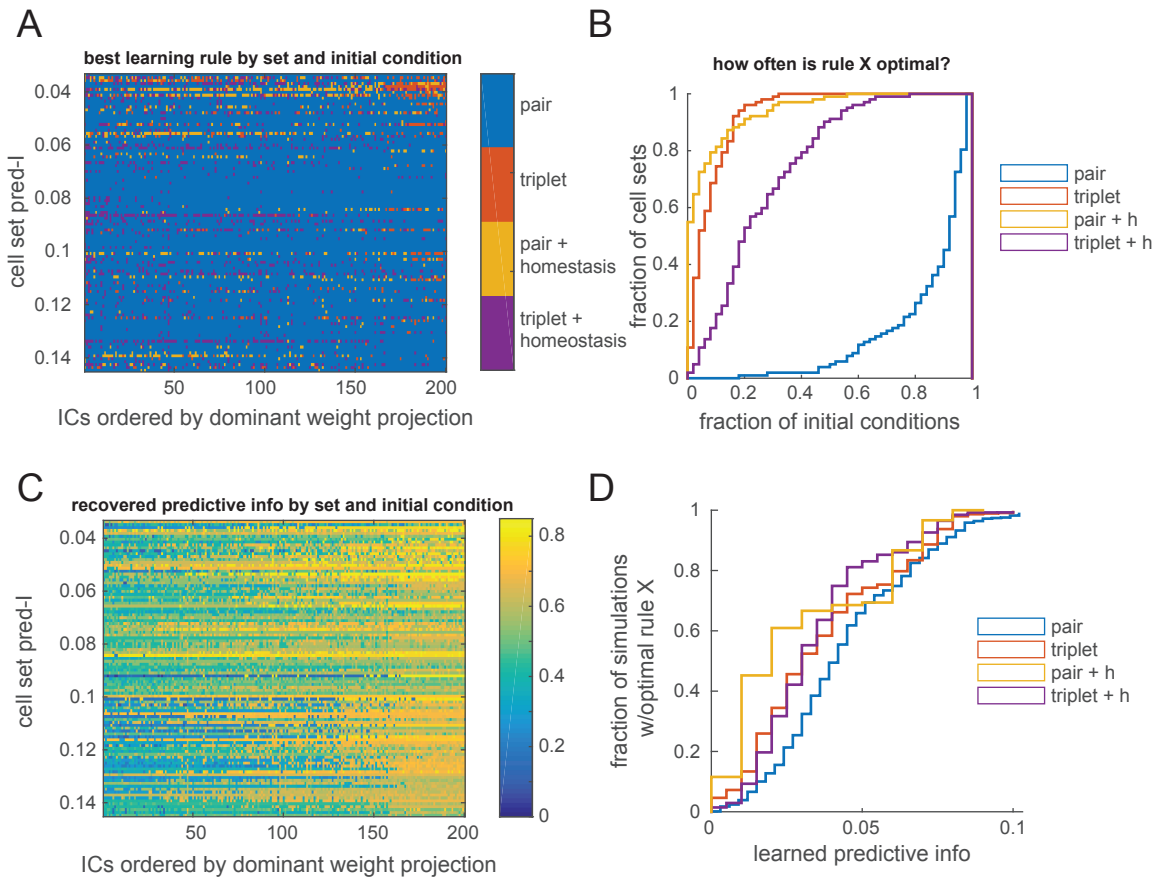 A
best learning rule by set and initial condition
cell set pred-I
0.04
0.06
0.08
0.1
0.12
0.14
50
100
150
200
ICs ordered by dominant weight projection
pair
triplet
pair +
homestasis
triplet +
homeostasis
B
how often is rule X optimal?
fraction of cell sets
1
0.8
0.6
0.4
0.2
0
0
0.2
0.4
0.6
0.8
1
fraction of initial conditions
pair
triplet
pair + h
triplet + h
C
recovered predictive info by set and initial condition
cell set pred-I
0.04
0.06
0.08
0.1
0.12
0.14
50
100
150
200
ICs ordered by dominant weight projection
0.8
0.6
0.4
0.2
0
D
fraction of simulations
w/optimal rule X
1
0.8
0.6
0.4
0.2
0
0
0.05
0.1
learned predictive info
pair
triplet
pair + h
triplet + h